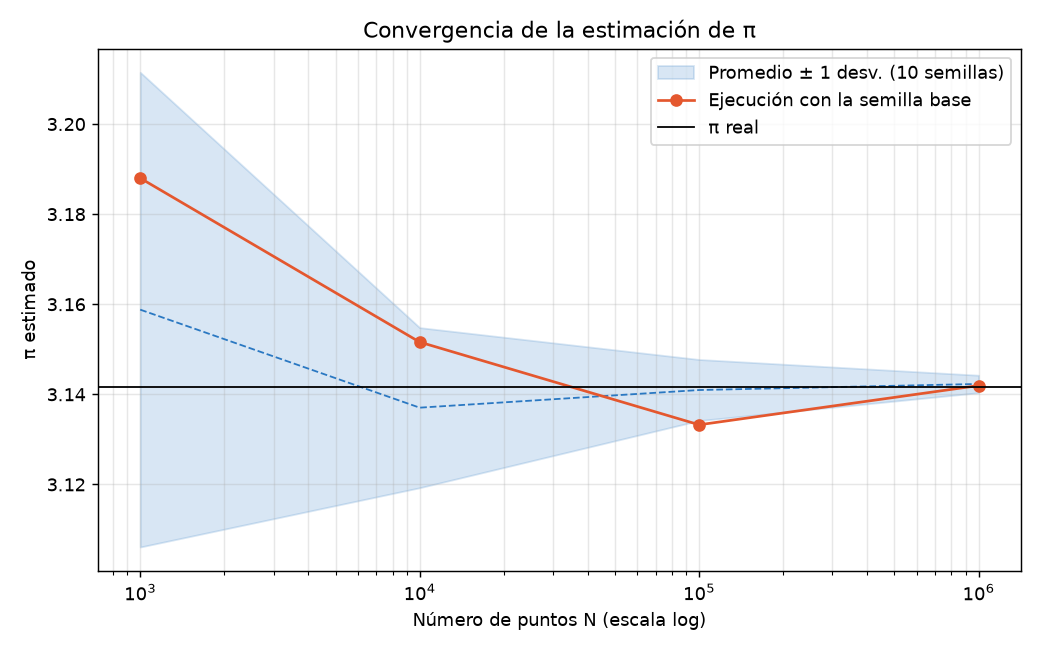 Convergencia de la estimación de π
Promedio ± 1 desv. (10 semillas)
Ejecución con la semilla base
π real
π estimado
3.20
3.18
3.16
3.14
3.12
10³
10⁴
10⁵
10⁶
Número de puntos N (escala log)